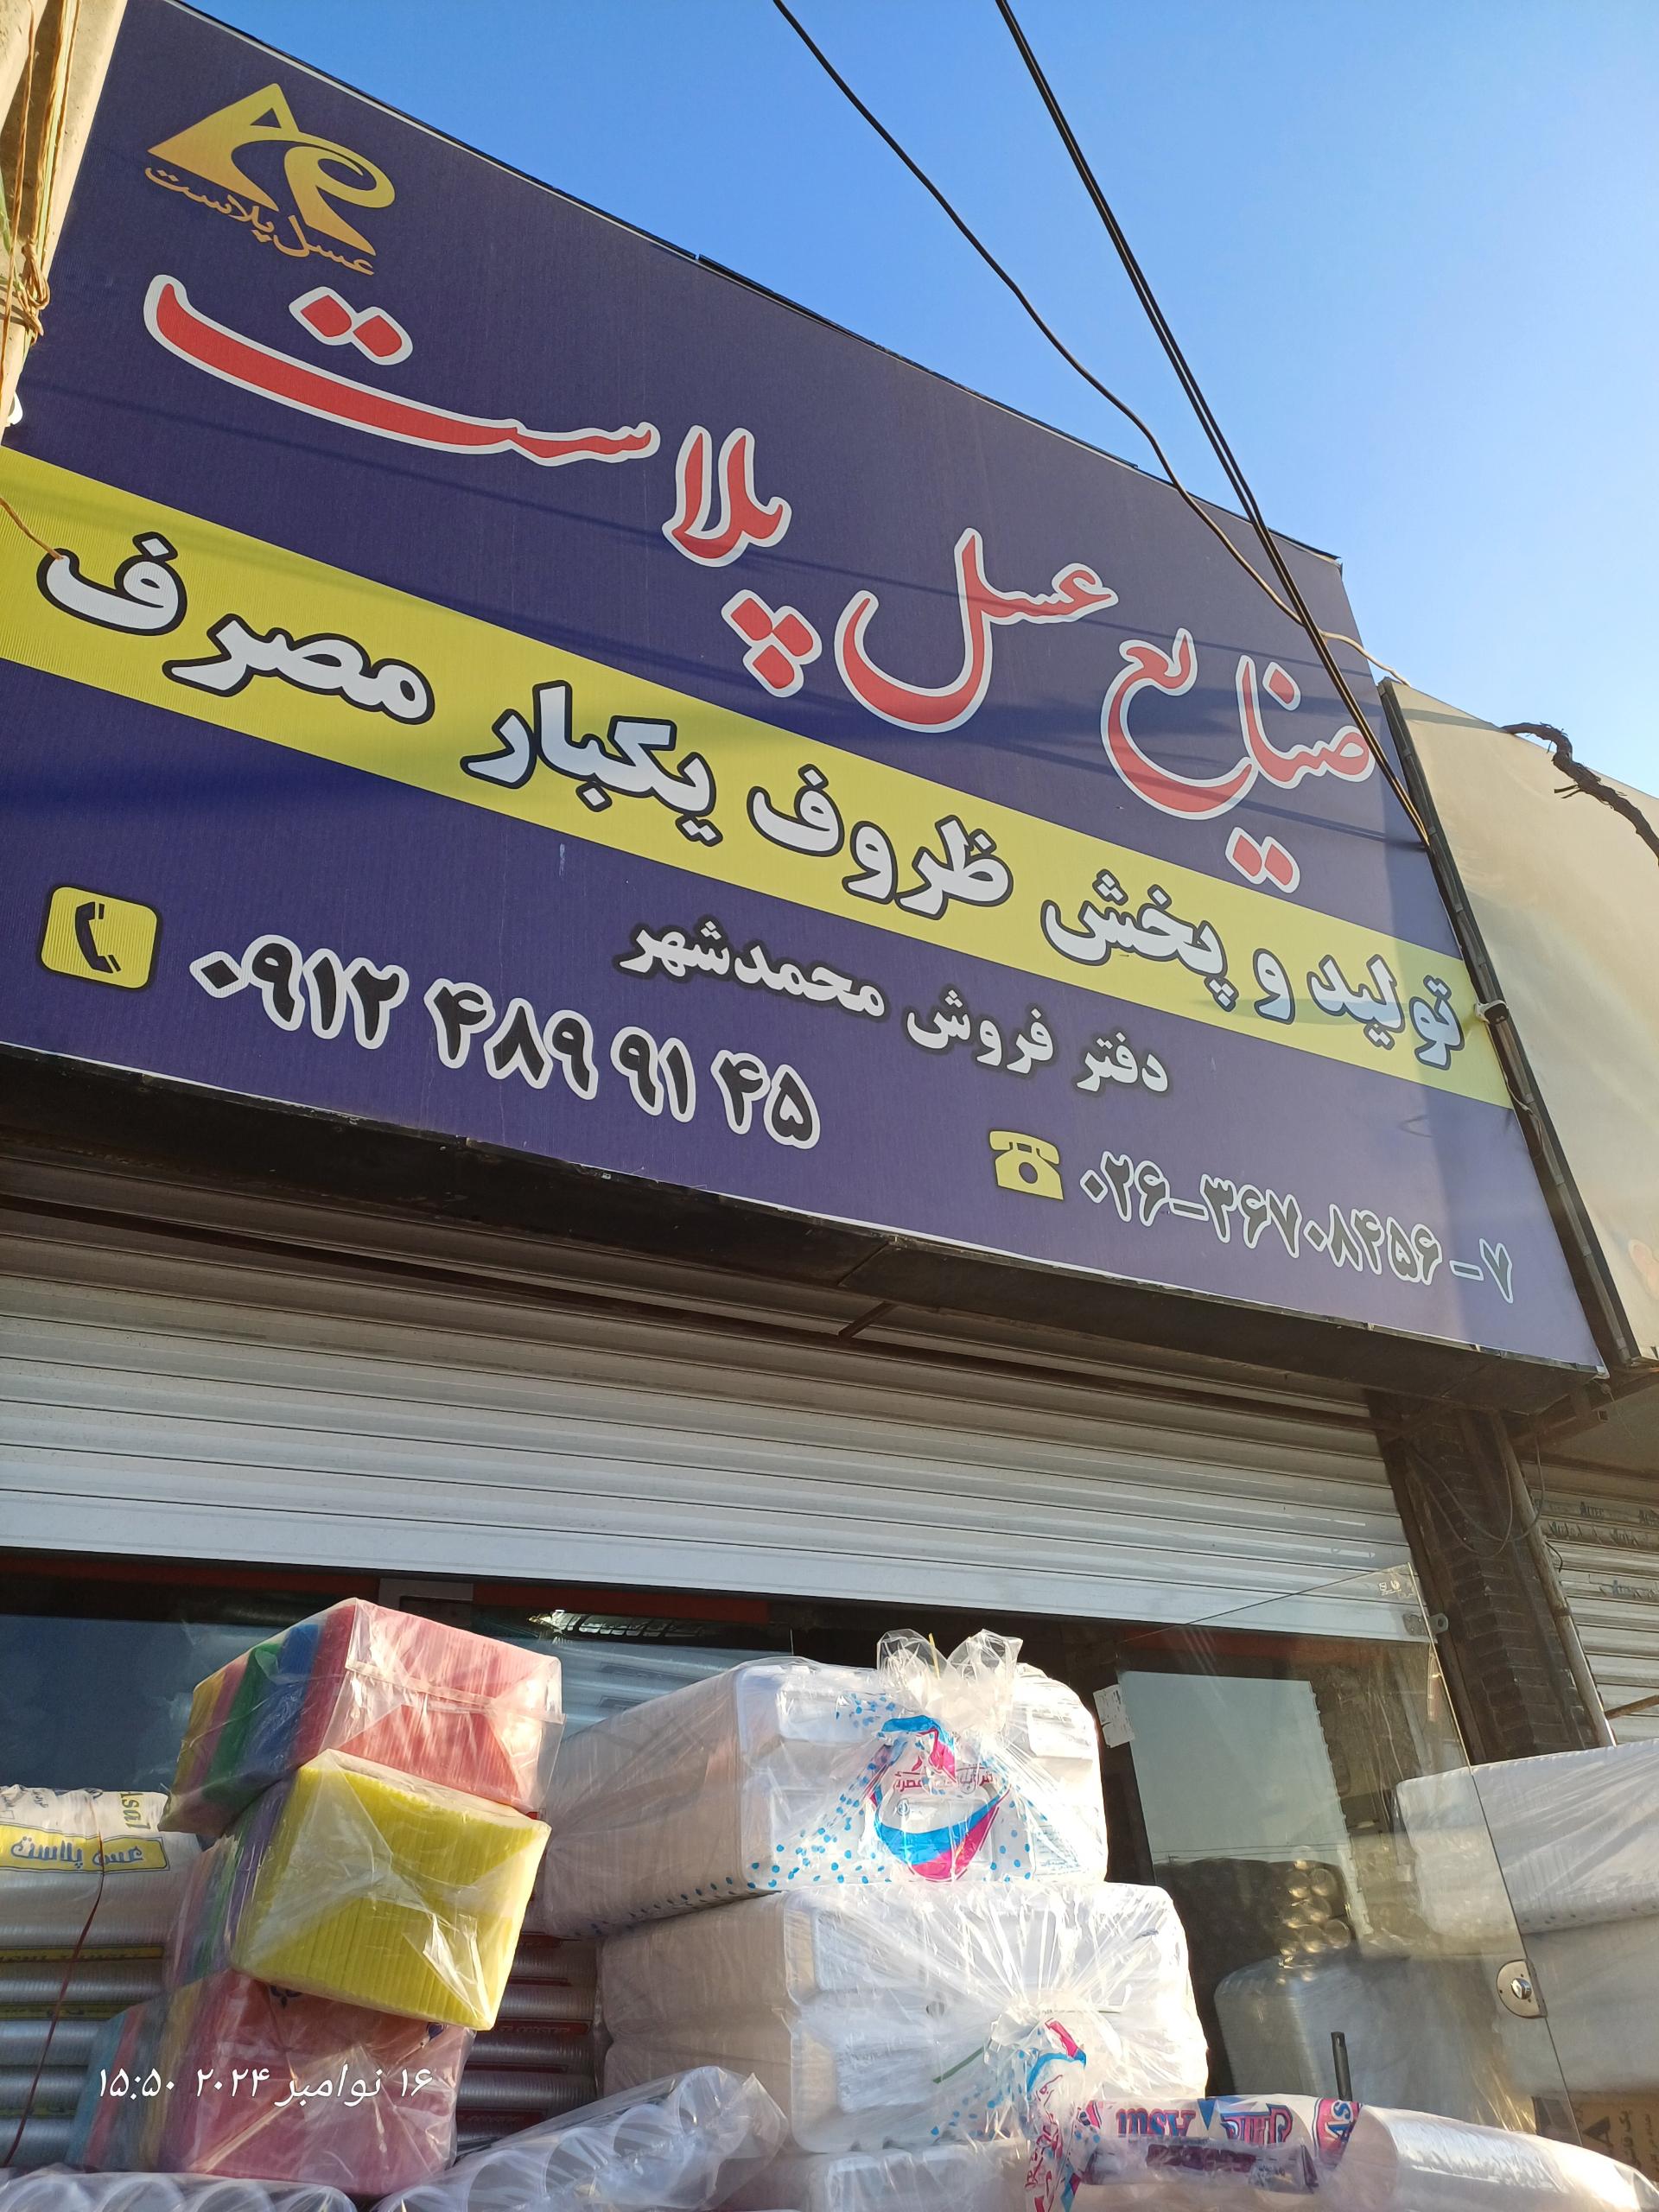 عسل پلاست
صنایع عسل پلاست
تولید و پخش ظروف یکبار مصرف
دفتر فروش محمدشهر
۰۹۱۲ ۴۸۹ ۹۱ ۴۵
۰۲۶-۳۶۷۰۸۴۵۶-۷
عسل پلاست
۱۶ نوامبر ۲۰۲۴ ۱۵:۵۰